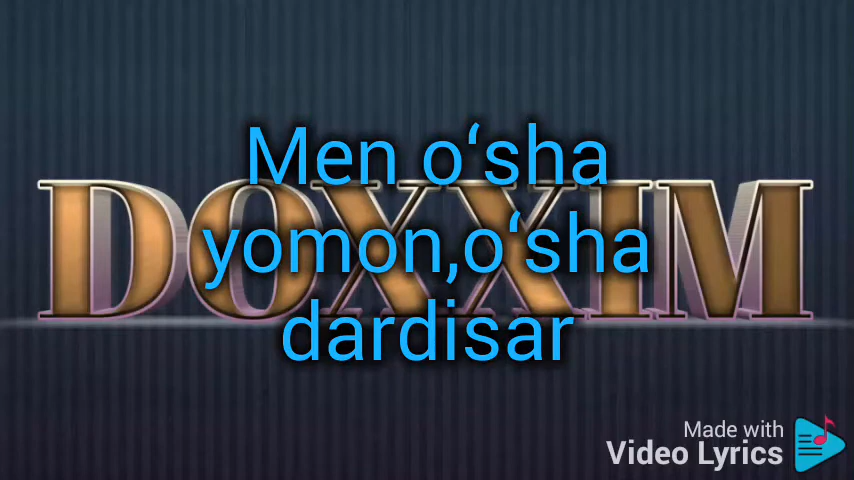 Men o‘sha
DOXXIM
yomon,o‘sha
dardisar
Made with
Video Lyrics